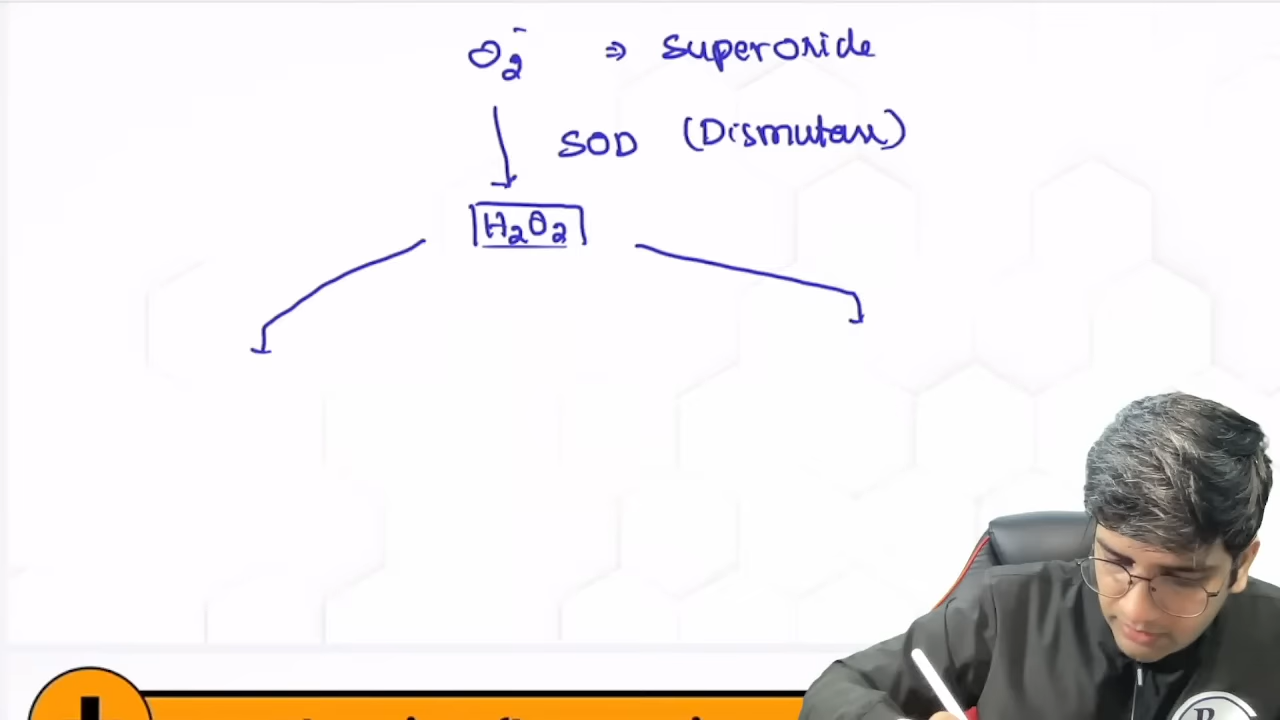 O₂⁻ ⇒ Superoxide
SOD (Dismutase)
H₂O₂